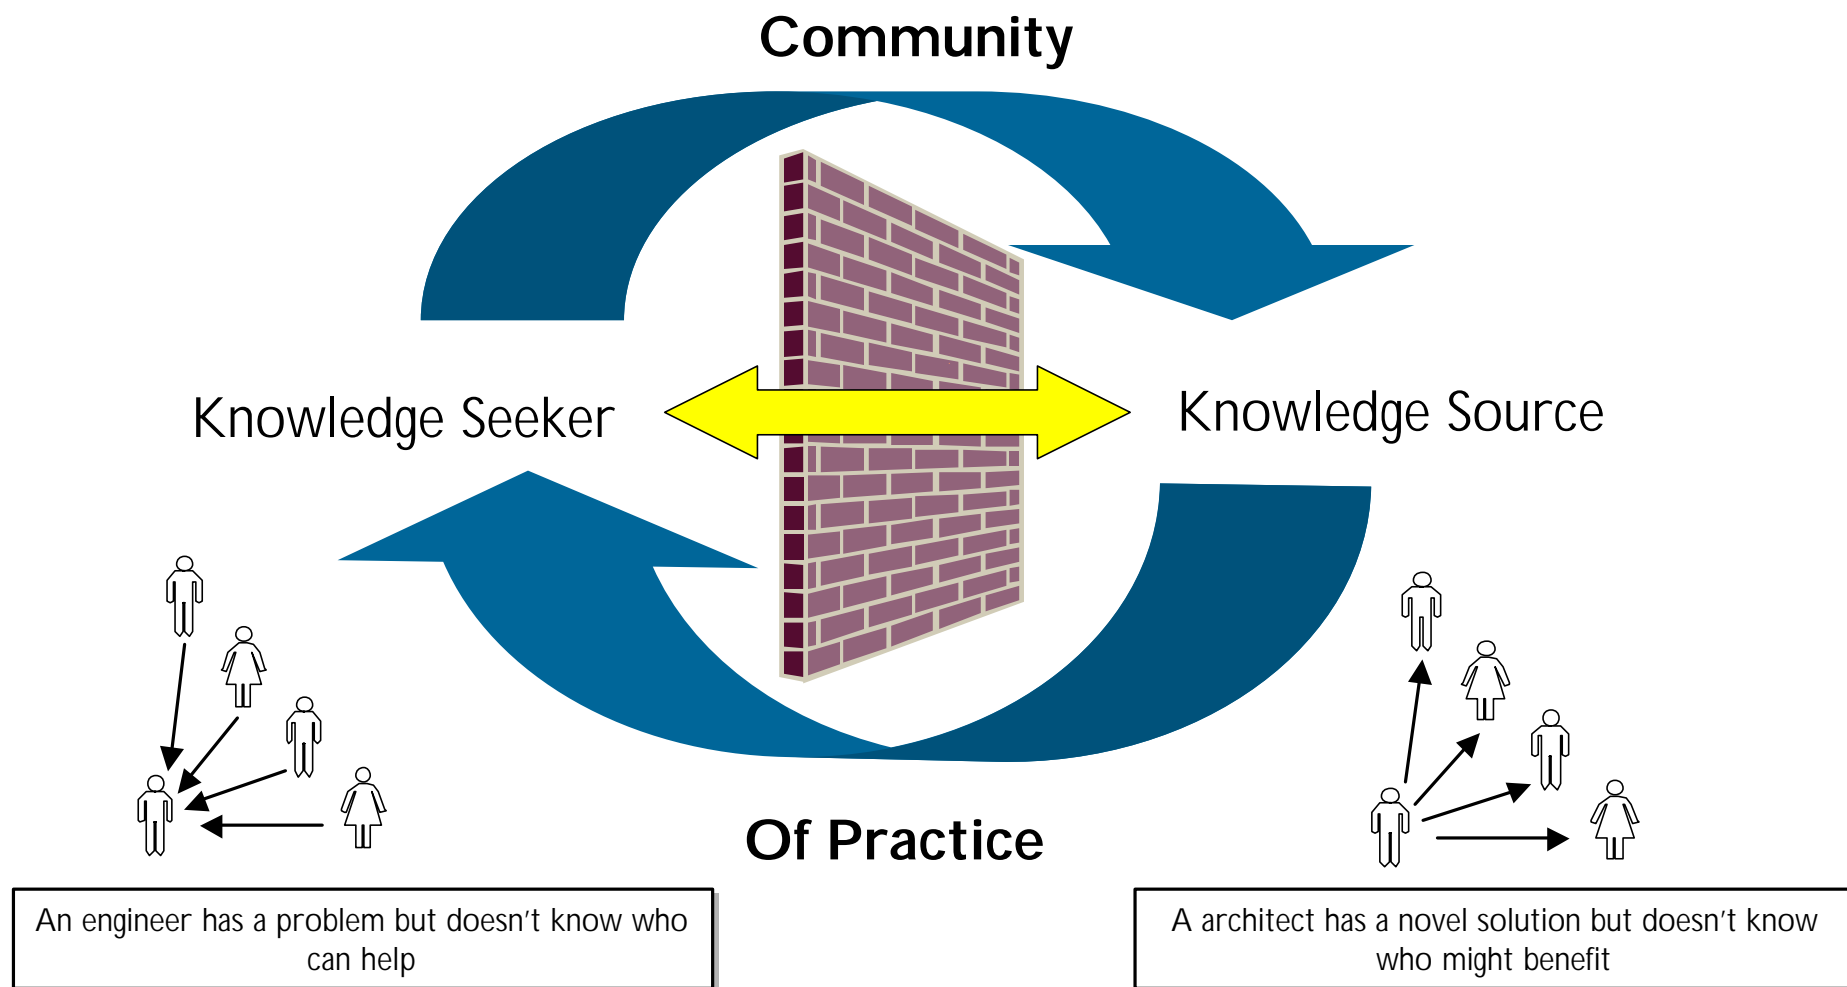 Community
Knowledge Seeker
Knowledge Source
Of Practice
An engineer has a problem but doesn't know who
can help
A architect has a novel solution but doesn't know
who might benefit